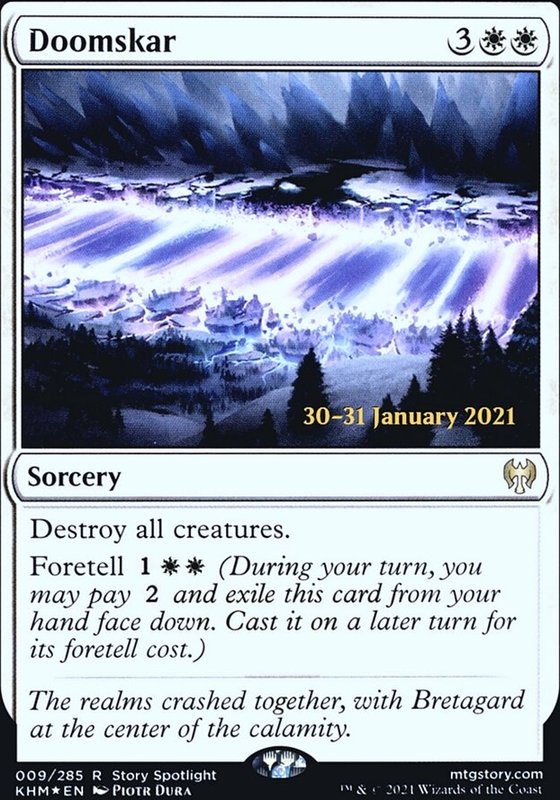 Doomskar 3
30-31 January 2021
Sorcery
Destroy all creatures.
Foretell 1 (During your turn, you
may pay 2 and exile this card from your
hand face down. Cast it on a later turn for
its foretell cost.)
The realms crashed together, with Bretagard
at the center of the calamity.
009/285 R Story Spotlight
mtgstory.com
KHM★EN Piotr Dura
™ & © 2021 Wizards of the Coast